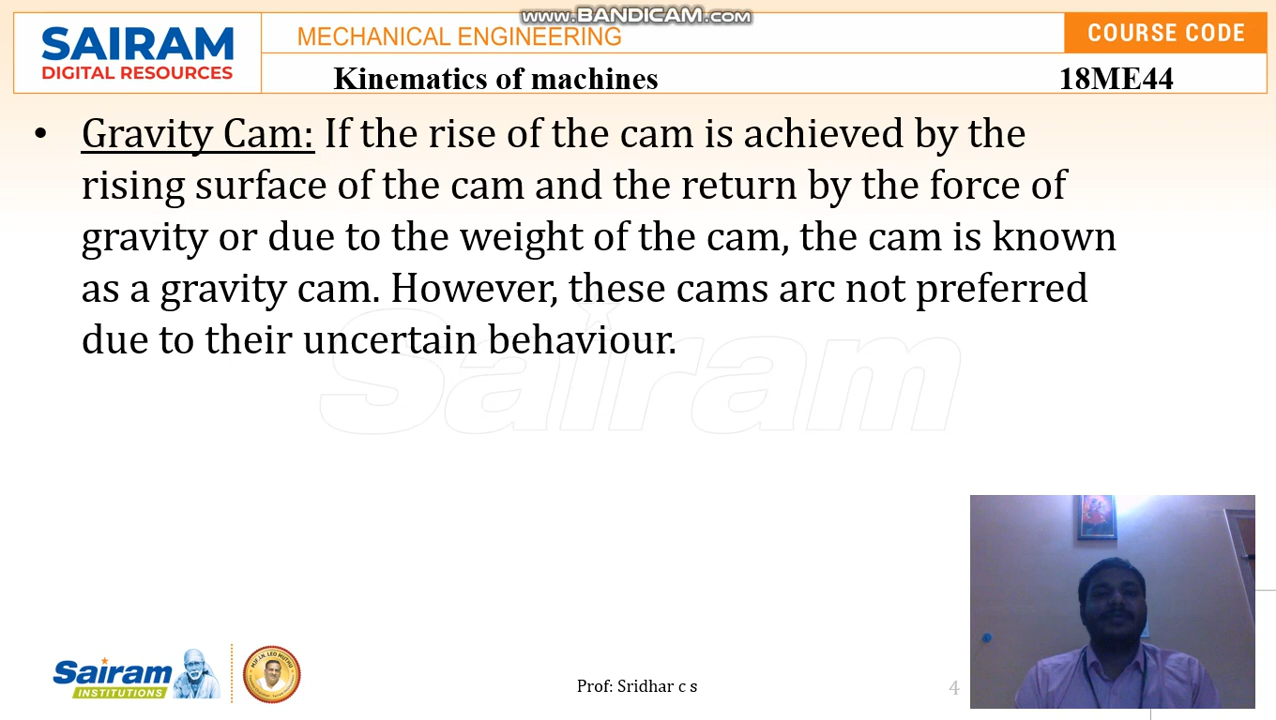 www.BANDICAM.com
SAIRAM
DIGITAL RESOURCES
MECHANICAL ENGINEERING
COURSE CODE
Kinematics of machines
18ME44
• Gravity Cam: If the rise of the cam is achieved by the
rising surface of the cam and the return by the force of
gravity or due to the weight of the cam, the cam is known
as a gravity cam. However, these cams arc not preferred
due to their uncertain behaviour.
Sairam
Sairam
INSTITUTIONS
Prof: Sridhar c s
4